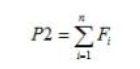 P2 = \sum_{i=1}^{n} F_i